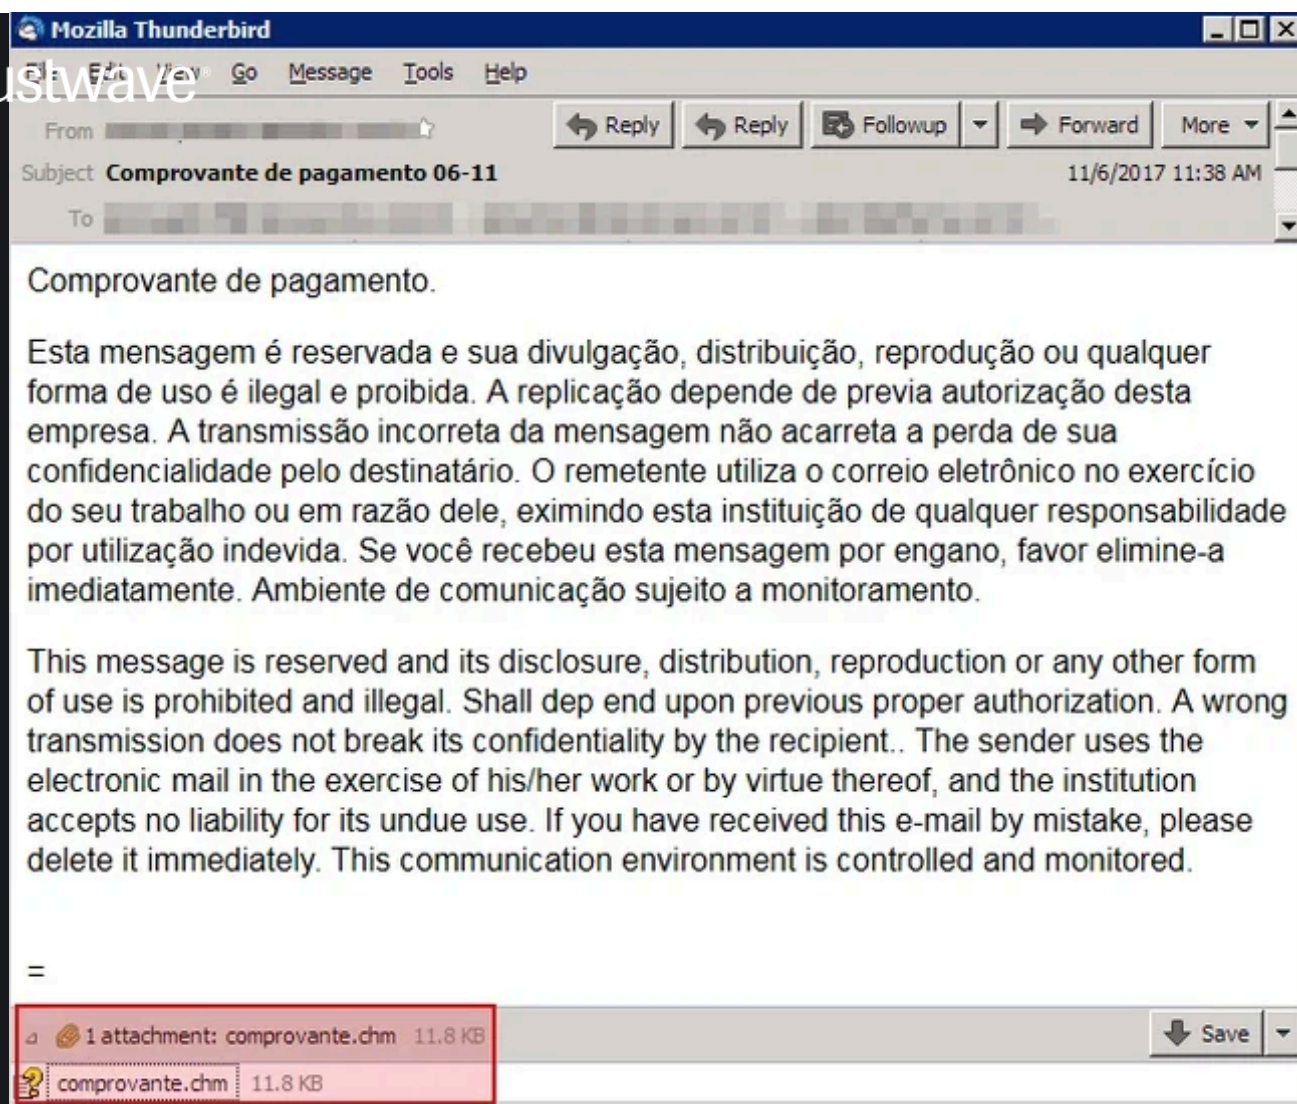 Mozilla Thunderbird
File Edit View Go Message Tools Help
ustwave
From Reply Reply Followup Forward More
Subject Comprovante de pagamento 06-11 11/6/2017 11:38 AM
To
Comprovante de pagamento.
Esta mensagem é reservada e sua divulgação, distribuição, reprodução ou qualquer
forma de uso é ilegal e proibida. A replicação depende de previa autorização desta
empresa. A transmissão incorreta da mensagem não acarreta a perda de sua
confidencialidade pelo destinatário. O remetente utiliza o correio eletrônico no exercício
do seu trabalho ou em razão dele, eximindo esta instituição de qualquer responsabilidade
por utilização indevida. Se você recebeu esta mensagem por engano, favor elimine-a
imediatamente. Ambiente de comunicação sujeito a monitoramento.
This message is reserved and its disclosure, distribution, reproduction or any other form
of use is prohibited and illegal. Shall dep end upon previous proper authorization. A wrong
transmission does not break its confidentiality by the recipient.. The sender uses the
electronic mail in the exercise of his/her work or by virtue thereof, and the institution
accepts no liability for its undue use. If you have received this e-mail by mistake, please
delete it immediately. This communication environment is controlled and monitored.
=
1 attachment: comprovante.chm 11.8 KB Save
comprovante.chm 11.8 KB